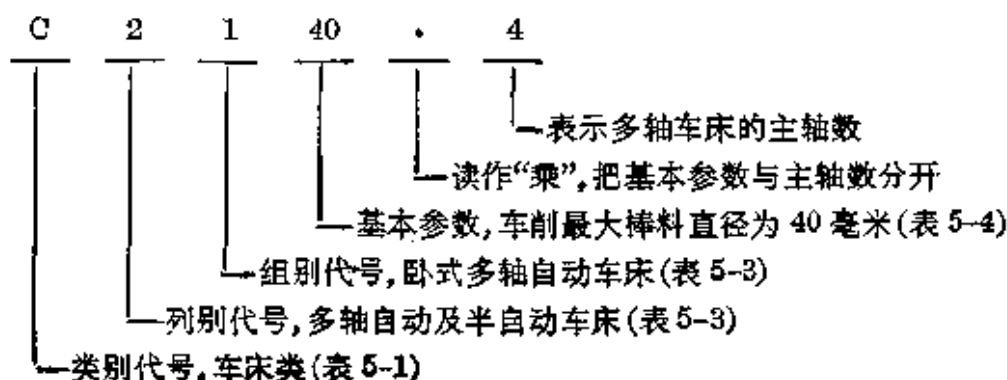 C 2 1 40 · 4
表示多轴车床的主轴数
读作“乘”,把基本参数与主轴数分开
基本参数,车削最大棒料直径为 40 毫米(表 5-4)
组别代号,卧式多轴自动车床(表 5-3)
列别代号,多轴自动及半自动车床(表5-3)
类别代号,车床类(表 5-1)